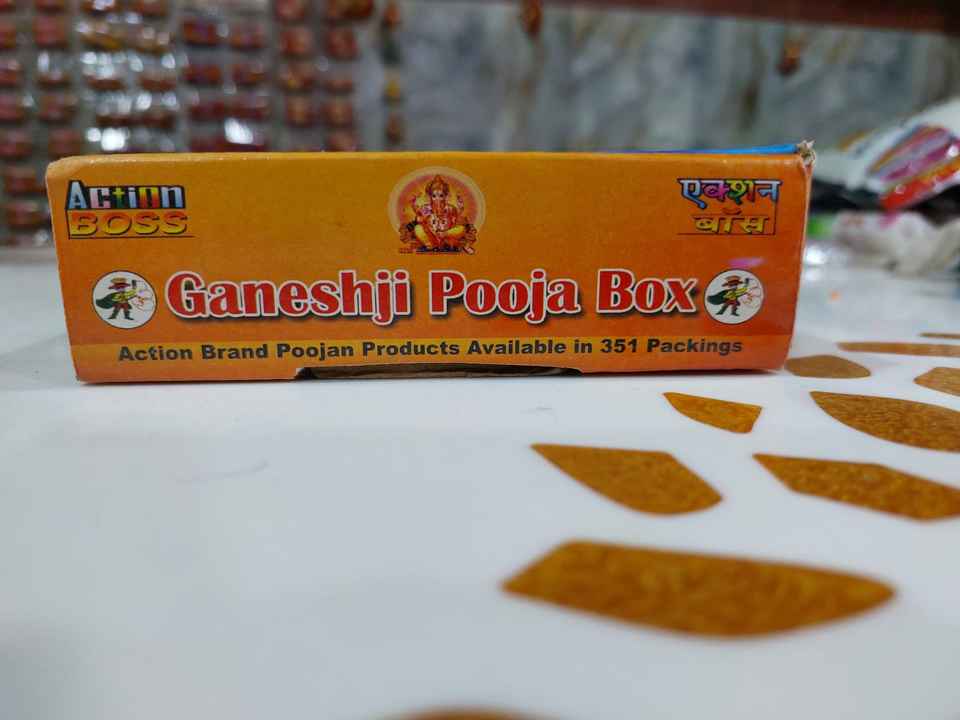 Action
BOSS
एक्शन
बॉस
Ganeshji Pooja Box
Action Brand Poojan Products Available in 351 Packings